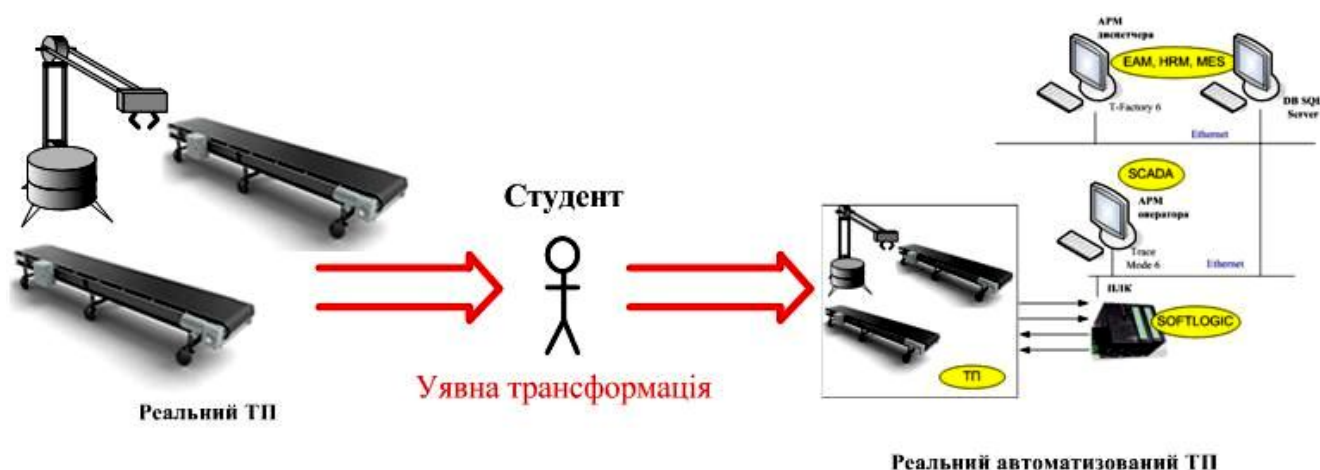 Реальний ТП
Студент
Уявна трансформація
АРМ
диспетчера
EAM, HRM, MES
T-Factory 6
DB SQL
Server
Ethernet
SCADA
АРМ
оператора
Trace
Mode 6
Ethernet
ПЛК
SOFTLOGIC
ТП
Реальний автоматизований ТП